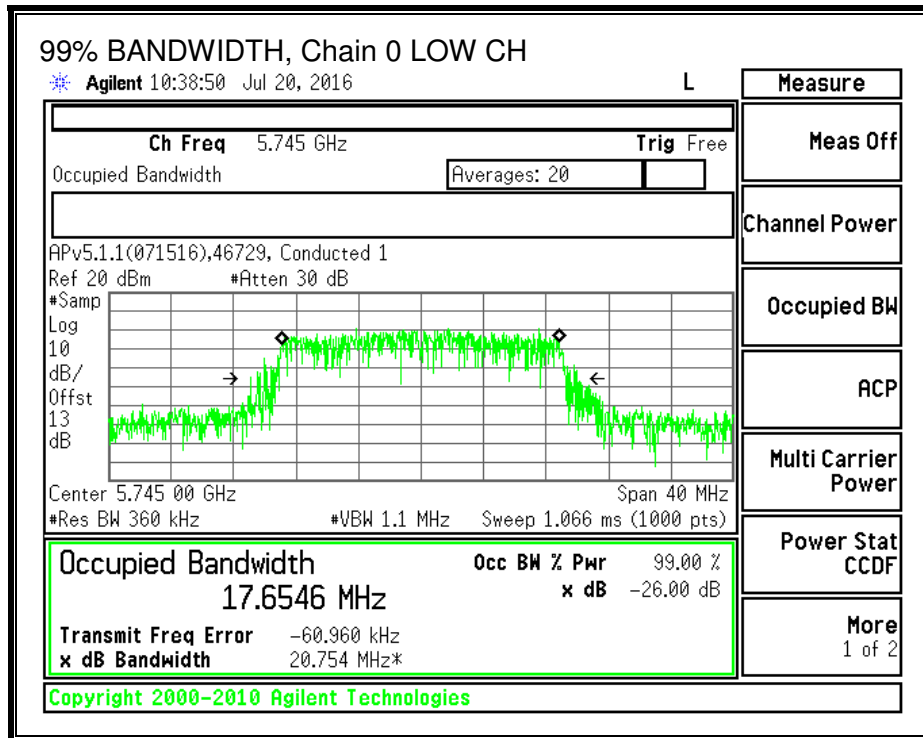 99% BANDWIDTH, Chain 0 LOW CH
Agilent 10:38:50 Jul 20, 2016 L
Measure
Ch Freq 5.745 GHz Trig Free
Meas Off
Occupied Bandwidth Averages: 20
Channel Power
APv5.1.1(071516),46729, Conducted 1
Ref 20 dBm #Atten 30 dB
#Samp
Log
10
dB/
Offst
13
dB
Occupied BW
ACP
Center 5.745 00 GHz Span 40 MHz
#Res BW 360 kHz #VBW 1.1 MHz Sweep 1.066 ms (1000 pts)
Multi Carrier
Power
Occupied Bandwidth Occ BW % Pwr 99.00 %
17.6546 MHz x dB -26.00 dB
Transmit Freq Error -60.960 kHz
x dB Bandwidth 20.754 MHz*
Power Stat
CCDF
More
1 of 2
Copyright 2000-2010 Agilent Technologies